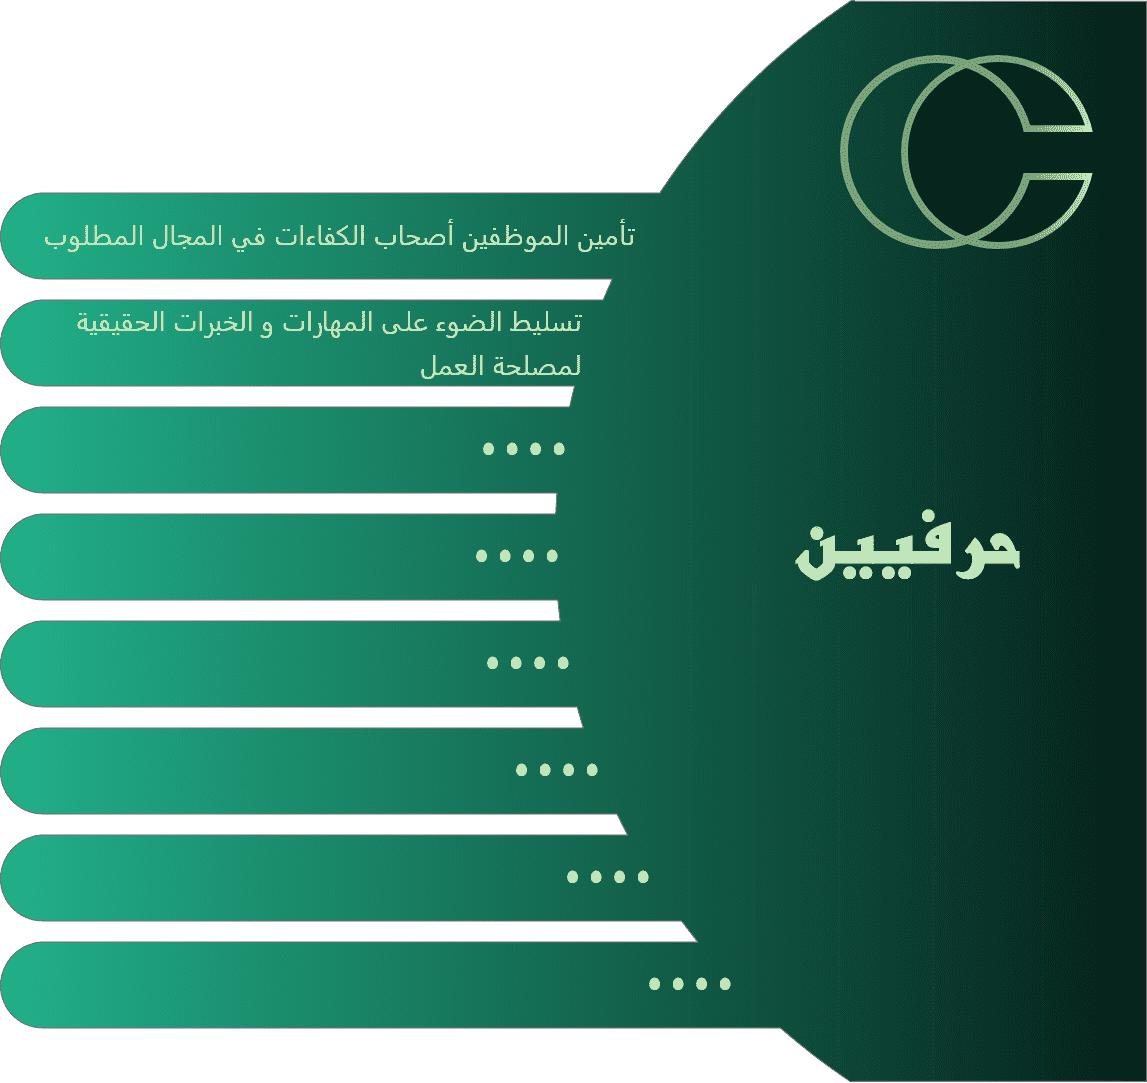 تأمين الموظفين أصحاب الكفاءات في المجال المطلوب
تسليط الضوء على المهارات و الخبرات الحقيقية
لمصلحة العمل
....
....
حرفيين
....
....
....
....